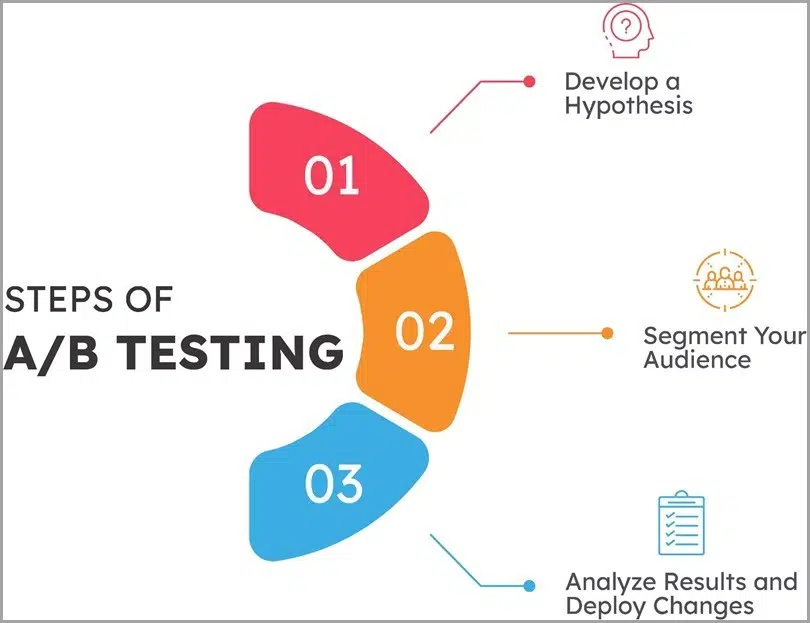 STEPS OF
A/B TESTING
01
Develop a
Hypothesis
02
Segment Your
Audience
03
Analyze Results and
Deploy Changes